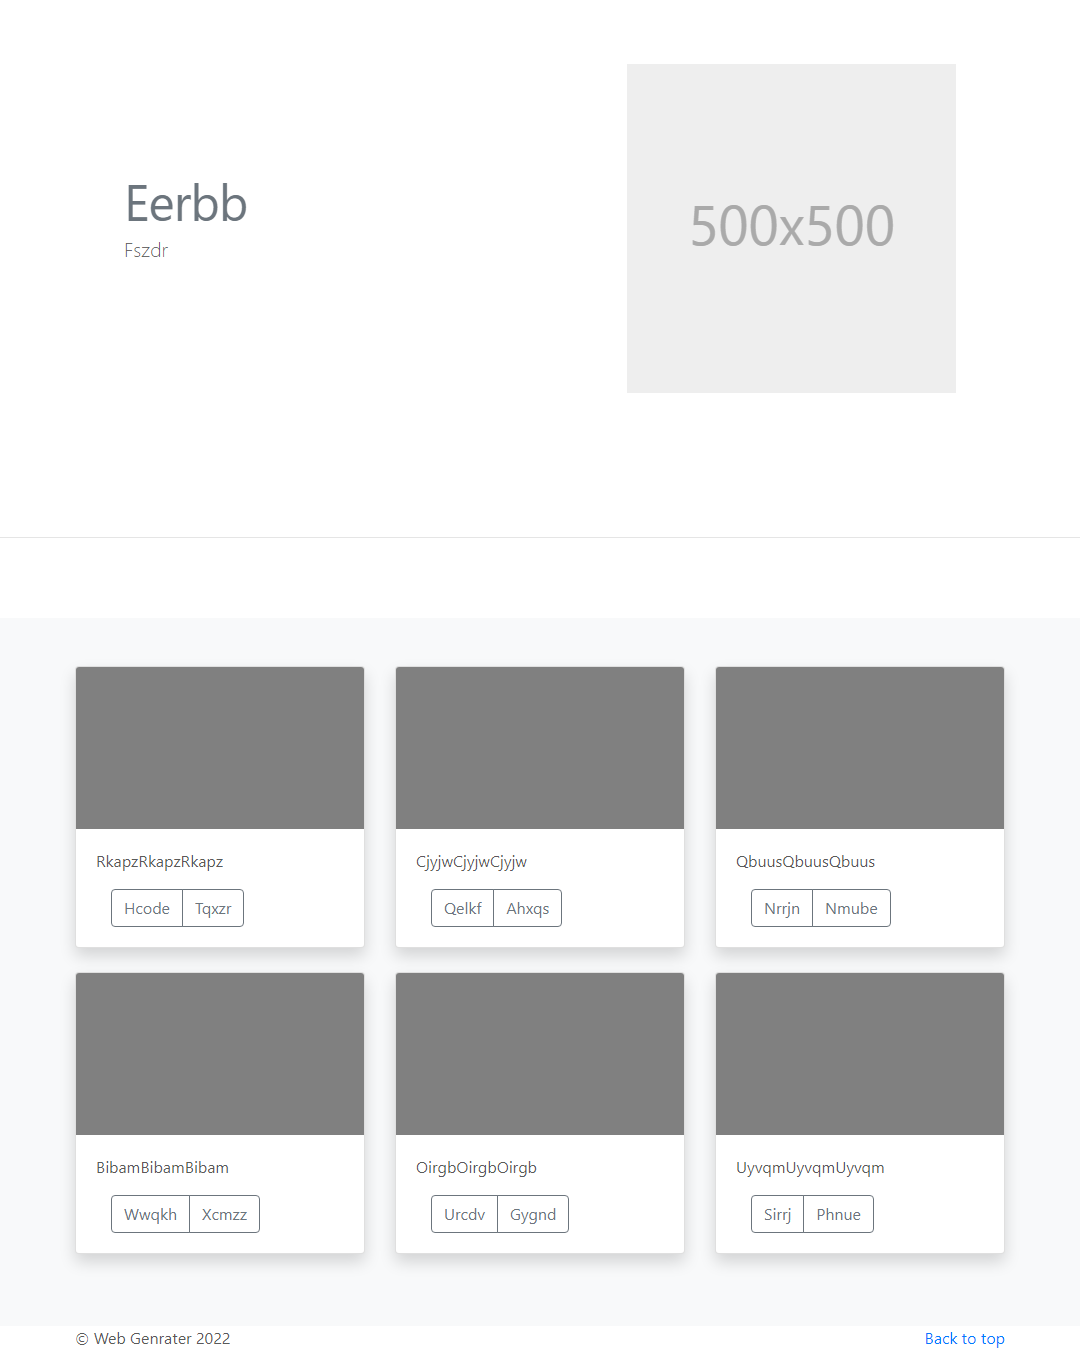 Eerbb
Fszdr
500x500
RkapzRkapzRkapz
Hcode Tqxzr
CjyjwCjyjwCjyjw
Qelkf Ahxqs
QbuusQbuusQbuus
Nrrjn Nmube
BibamBibamBibam
Wwqkh Xcmzz
OirgbOirgbOirgb
Urcdv Gygnd
UyvqmUyvqmUyvqm
Sirrj Phnue
© Web Genrater 2022
Back to top